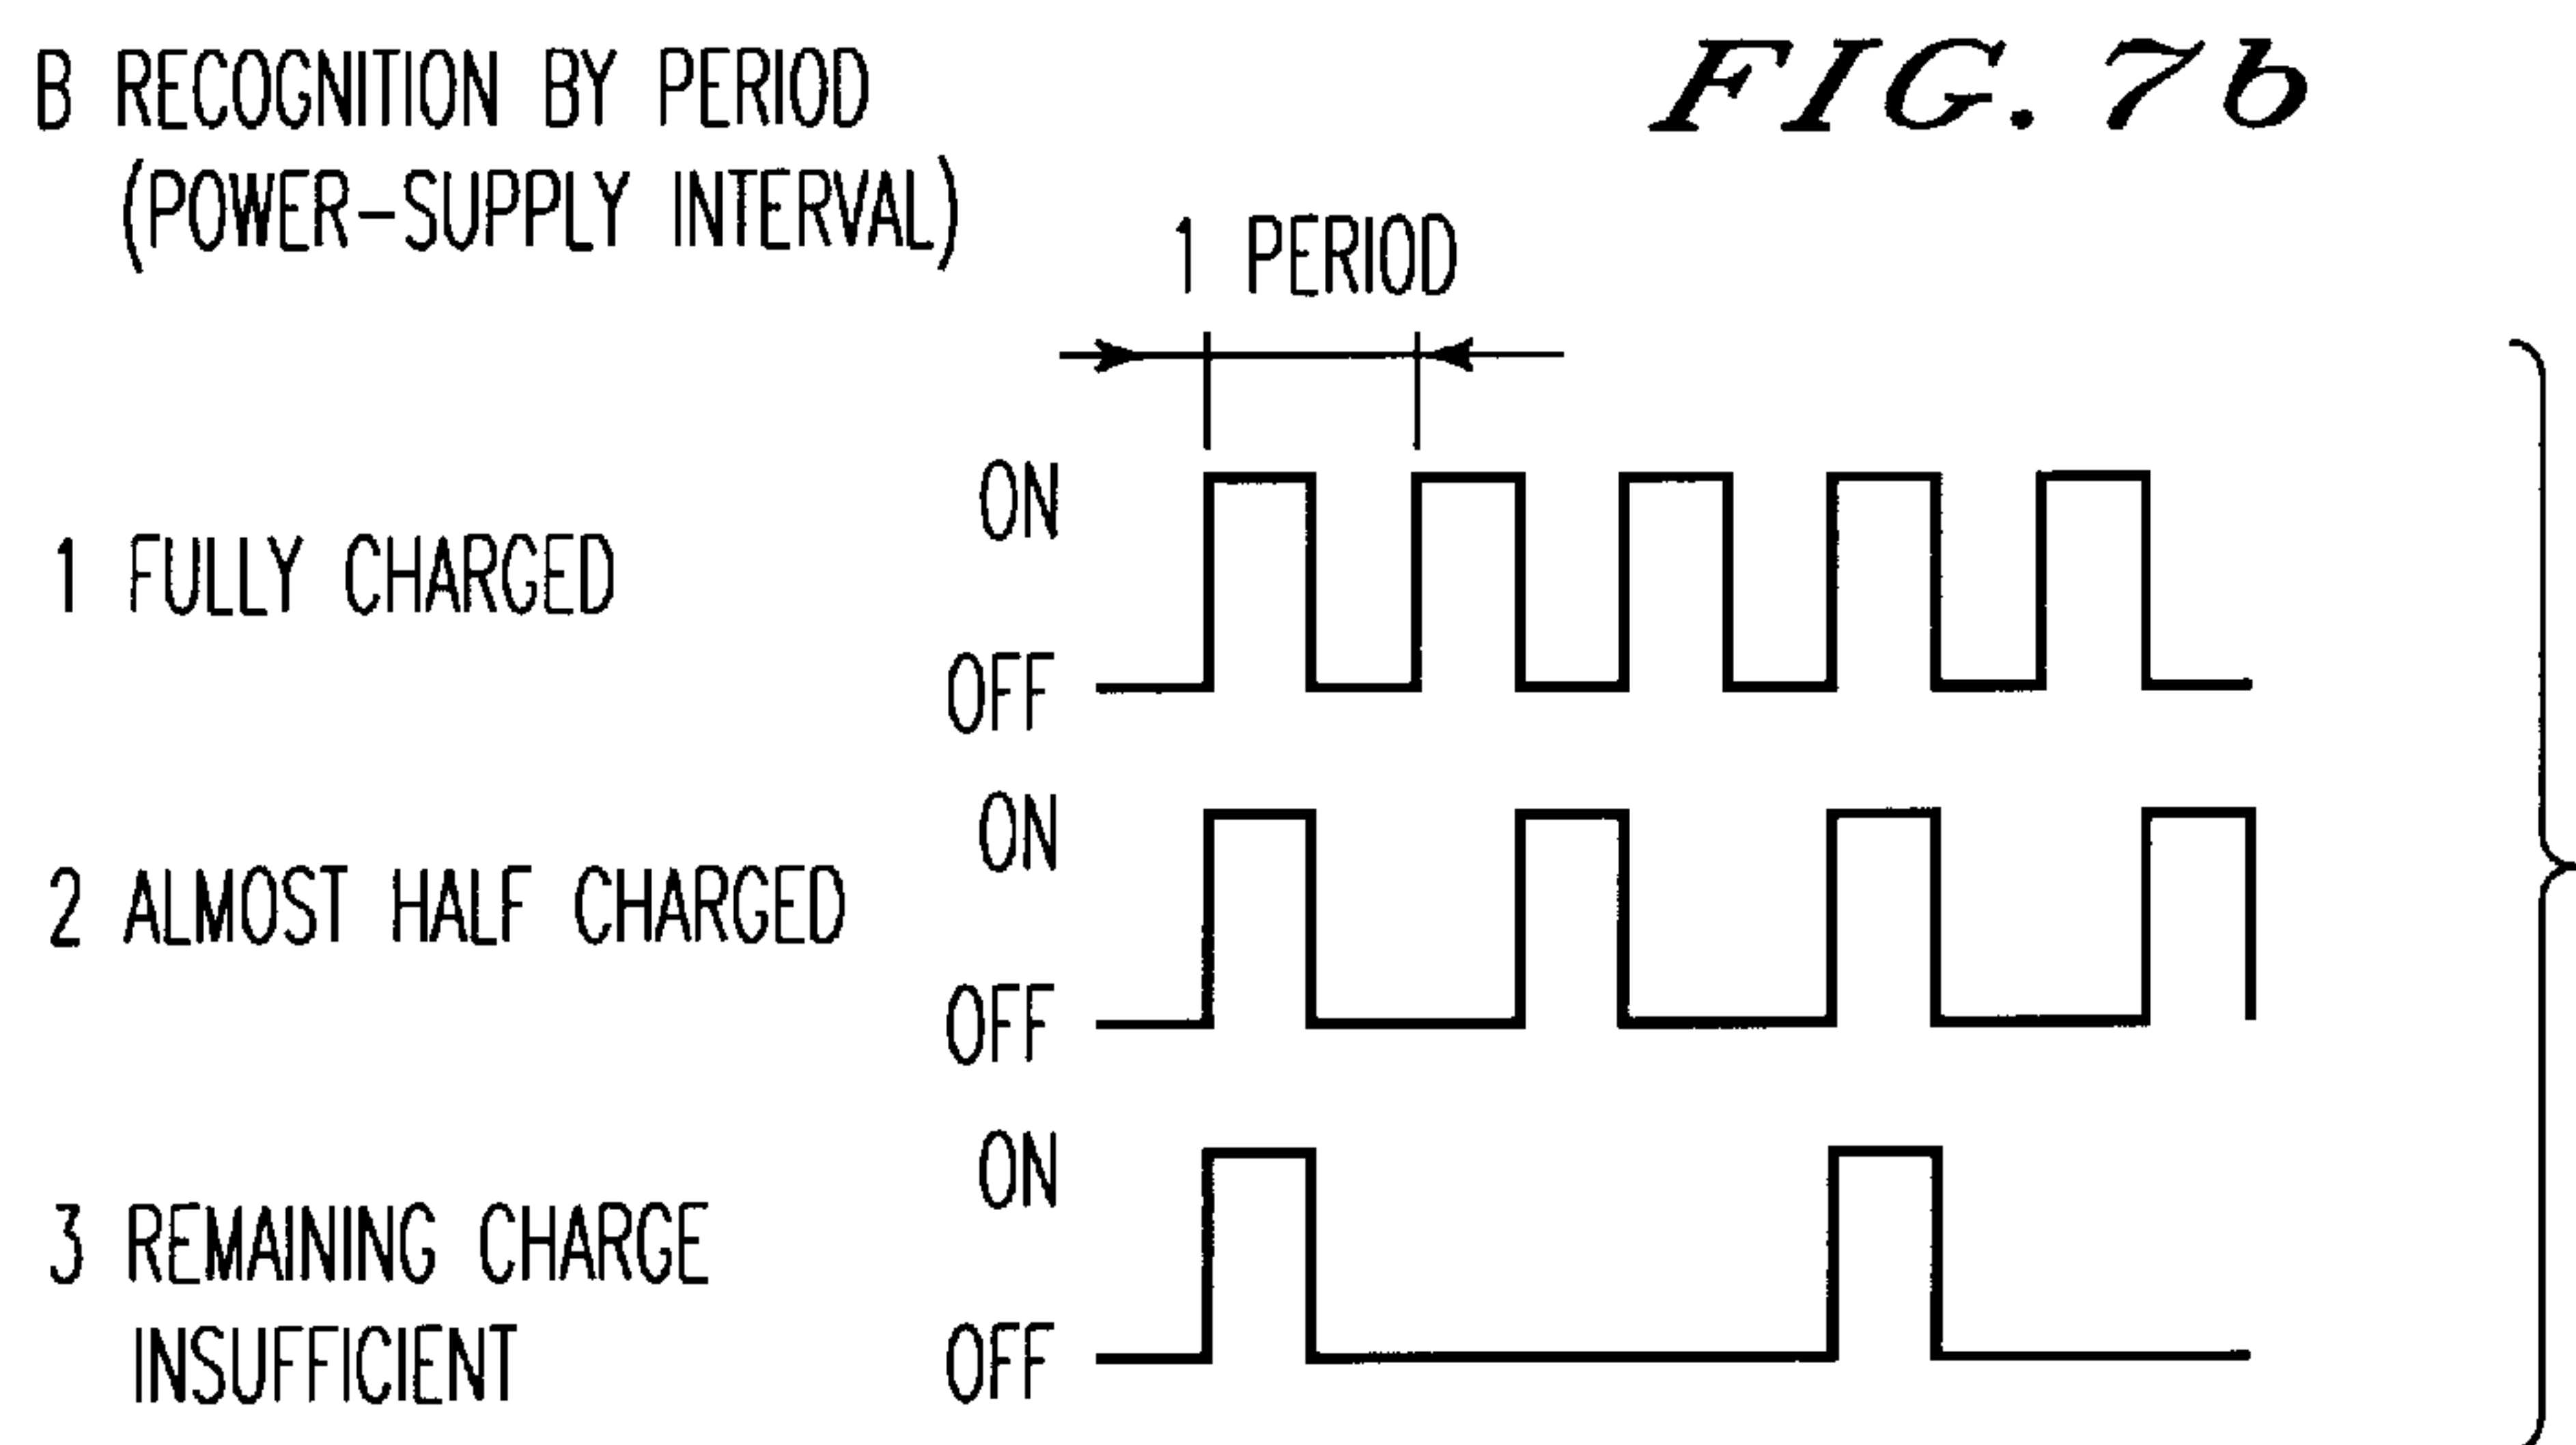 B RECOGNITION BY PERIOD
(POWER-SUPPLY INTERVAL)
FIG. 7b
1 PERIOD
1 FULLY CHARGED
ON
OFF
2 ALMOST HALF CHARGED
ON
OFF
3 REMAINING CHARGE
INSUFFICIENT
ON
OFF